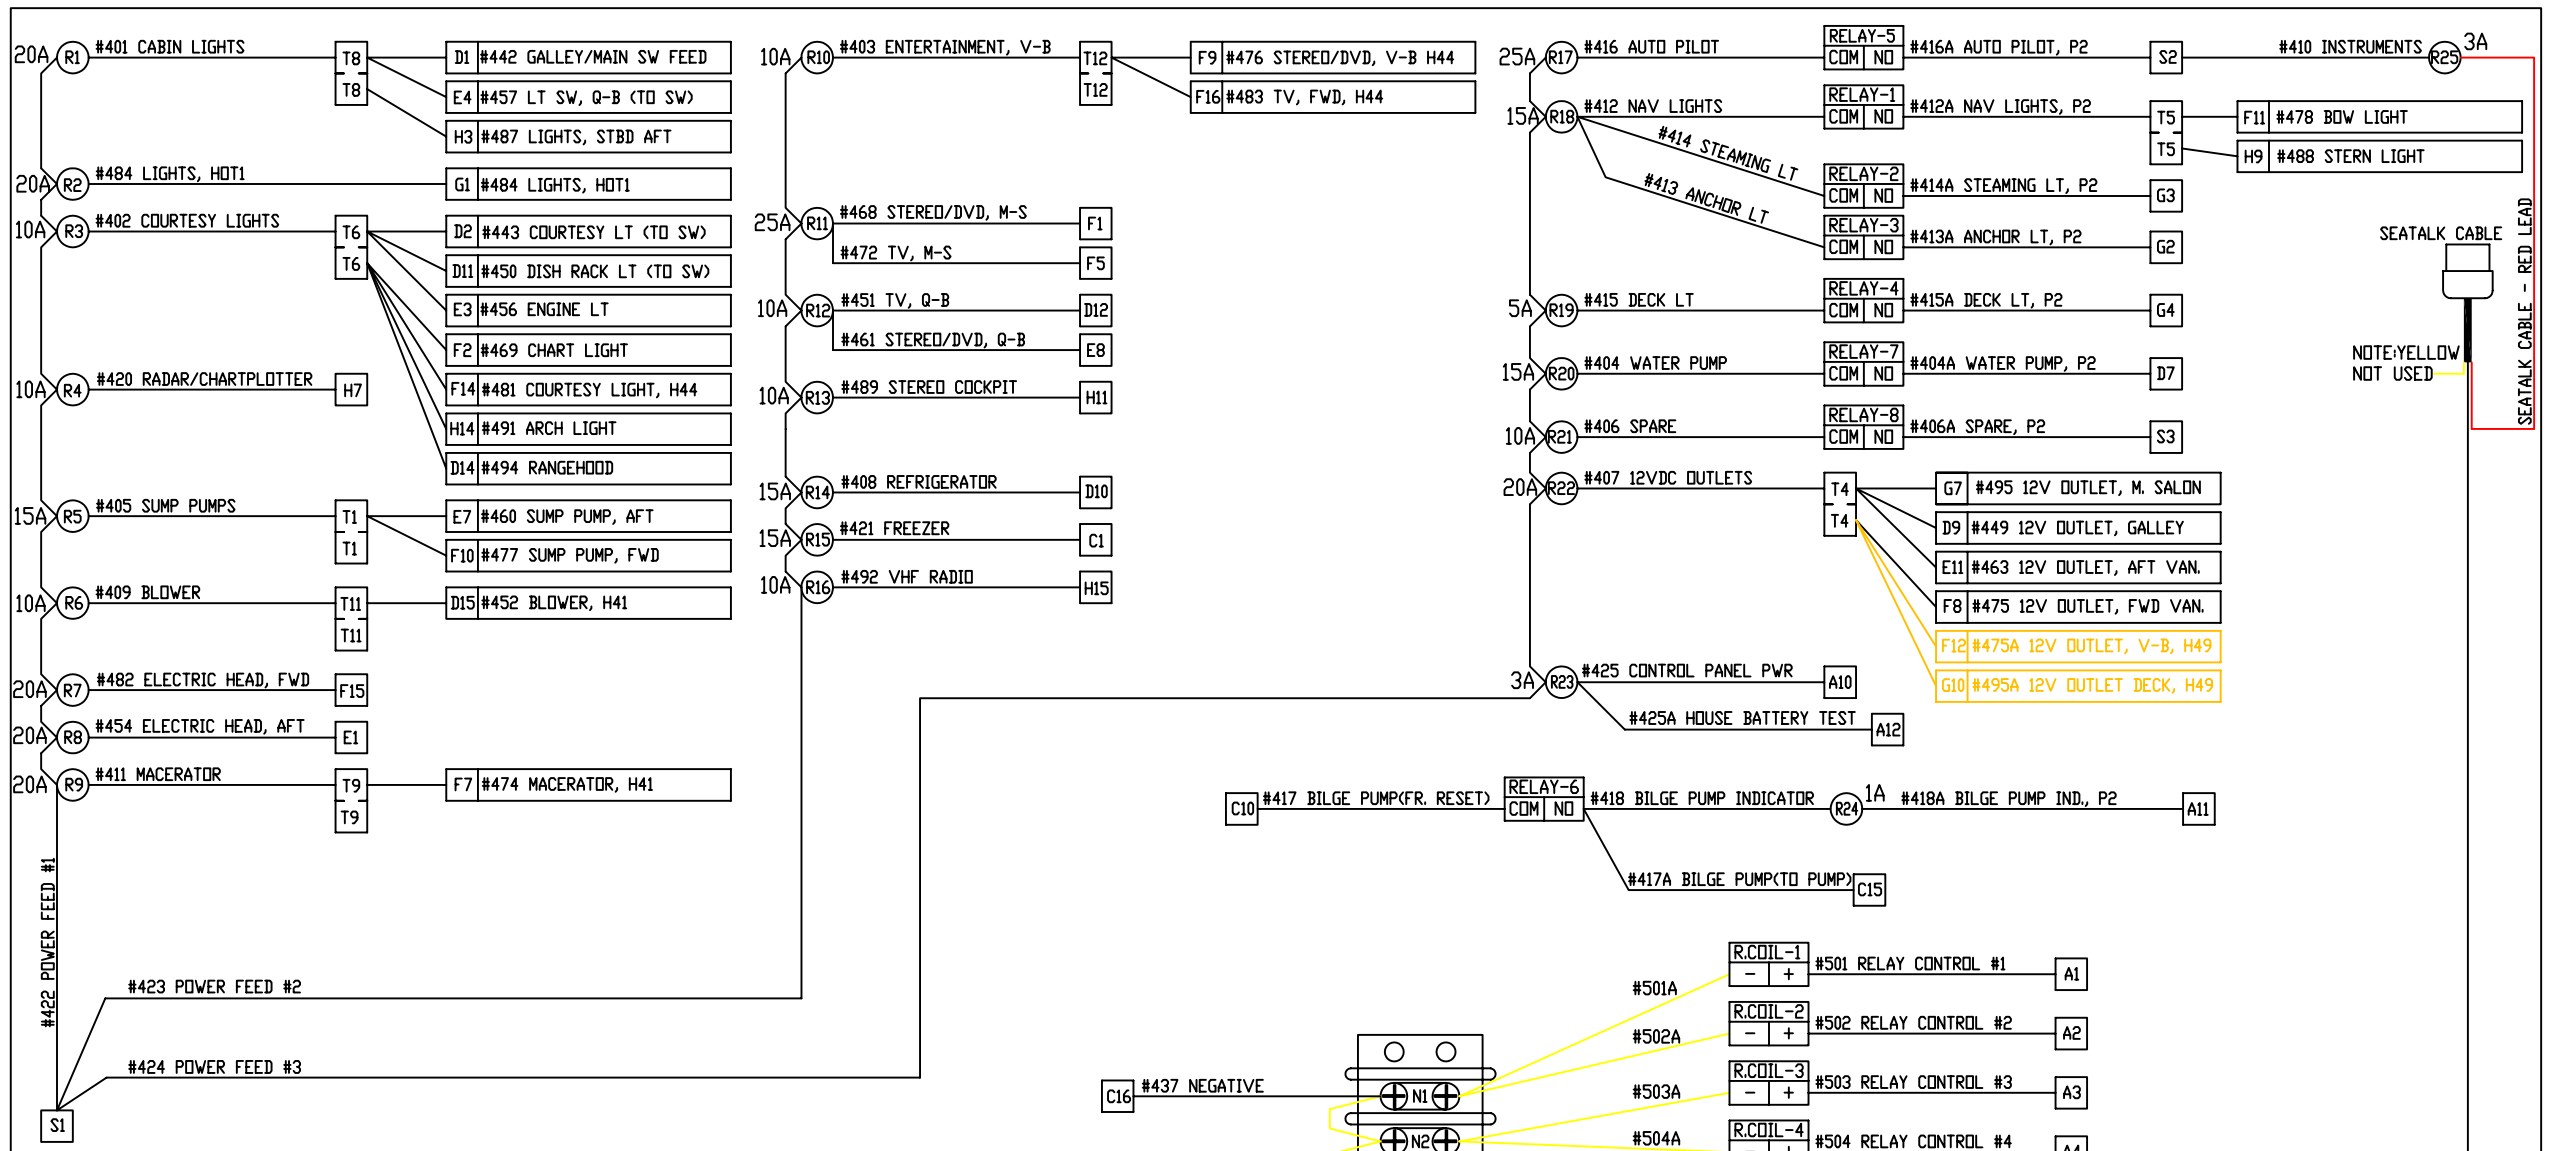 20A R1 #401 CABIN LIGHTS T8 D1 #442 GALLEY/MAIN SW FEED
T8 E4 #457 LT SW, Q-B (TO SW)
H3 #487 LIGHTS, STBD AFT
20A R2 #484 LIGHTS, HOT1 G1 #484 LIGHTS, HOT1
10A R3 #402 COURTESY LIGHTS T6 D2 #443 COURTESY LT (TO SW)
T6 D11 #450 DISH RACK LT (TO SW)
E3 #456 ENGINE LT
F2 #469 CHART LIGHT
10A R4 #420 RADAR/CHARTPLOTTER H7 F14 #481 COURTESY LIGHT, H44
H14 #491 ARCH LIGHT
D14 #494 RANGEHOOD
15A R5 #405 SUMP PUMPS T1 E7 #460 SUMP PUMP, AFT
T1 F10 #477 SUMP PUMP, FWD
10A R6 #409 BLOWER T11 D15 #452 BLOWER, H41
T11
20A R7 #482 ELECTRIC HEAD, FWD F15
20A R8 #454 ELECTRIC HEAD, AFT E1
20A R9 #411 MACERATOR T9 F7 #474 MACERATOR, H41
T9
#422 POWER FEED #1
#423 POWER FEED #2
#424 POWER FEED #3
S1
10A R10 #403 ENTERTAINMENT, V-B T12 F9 #476 STEREO/DVD, V-B H44
T12 F16 #483 TV, FWD, H44
25A R11 #468 STEREO/DVD, M-S F1
#472 TV, M-S F5
10A R12 #451 TV, Q-B D12
#461 STEREO/DVD, Q-B E8
10A R13 #489 STEREO COCKPIT H11
15A R14 #408 REFRIGERATOR D10
15A R15 #421 FREEZER C1
10A R16 #492 VHF RADIO H15
25A R17 #416 AUTO PILOT RELAY-5 COM NO #416A AUTO PILOT, P2 S2 #410 INSTRUMENTS R25 3A
15A R18 #412 NAV LIGHTS RELAY-1 COM NO #412A NAV LIGHTS, P2 T5 F11 #478 BOW LIGHT
T5 H9 #488 STERN LIGHT
#414 STEAMING LT RELAY-2 COM NO #414A STEAMING LT, P2 G3
#413 ANCHOR LT RELAY-3 COM NO #413A ANCHOR LT, P2 G2
5A R19 #415 DECK LT RELAY-4 COM NO #415A DECK LT, P2 G4
15A R20 #404 WATER PUMP RELAY-7 COM NO #404A WATER PUMP, P2 D7
10A R21 #406 SPARE RELAY-8 COM NO #406A SPARE, P2 S3
20A R22 #407 12VDC OUTLETS T4 G7 #495 12V OUTLET, M. SALON
T4 D9 #449 12V OUTLET, GALLEY
E11 #463 12V OUTLET, AFT VAN.
F8 #475 12V OUTLET, FWD VAN.
F12 #475A 12V OUTLET, V-B, H49
G10 #495A 12V OUTLET DECK, H49
3A R23 #425 CONTROL PANEL PWR A10
#425A HOUSE BATTERY TEST A12
SEATALK CABLE
SEATALK CABLE - RED LEAD
NOTE:YELLOW
NOT USED
C10 #417 BILGE PUMP(FR. RESET) RELAY-6 COM NO #418 BILGE PUMP INDICATOR R24 1A #418A BILGE PUMP IND., P2 A11
#417A BILGE PUMP(TO PUMP) C15
#501A R.COIL-1 - + #501 RELAY CONTROL #1 A1
#502A R.COIL-2 - + #502 RELAY CONTROL #2 A2
C16 #437 NEGATIVE N1
#503A R.COIL-3 - + #503 RELAY CONTROL #3 A3
N2 #504A R.COIL-4 - + #504 RELAY CONTROL #4 A4